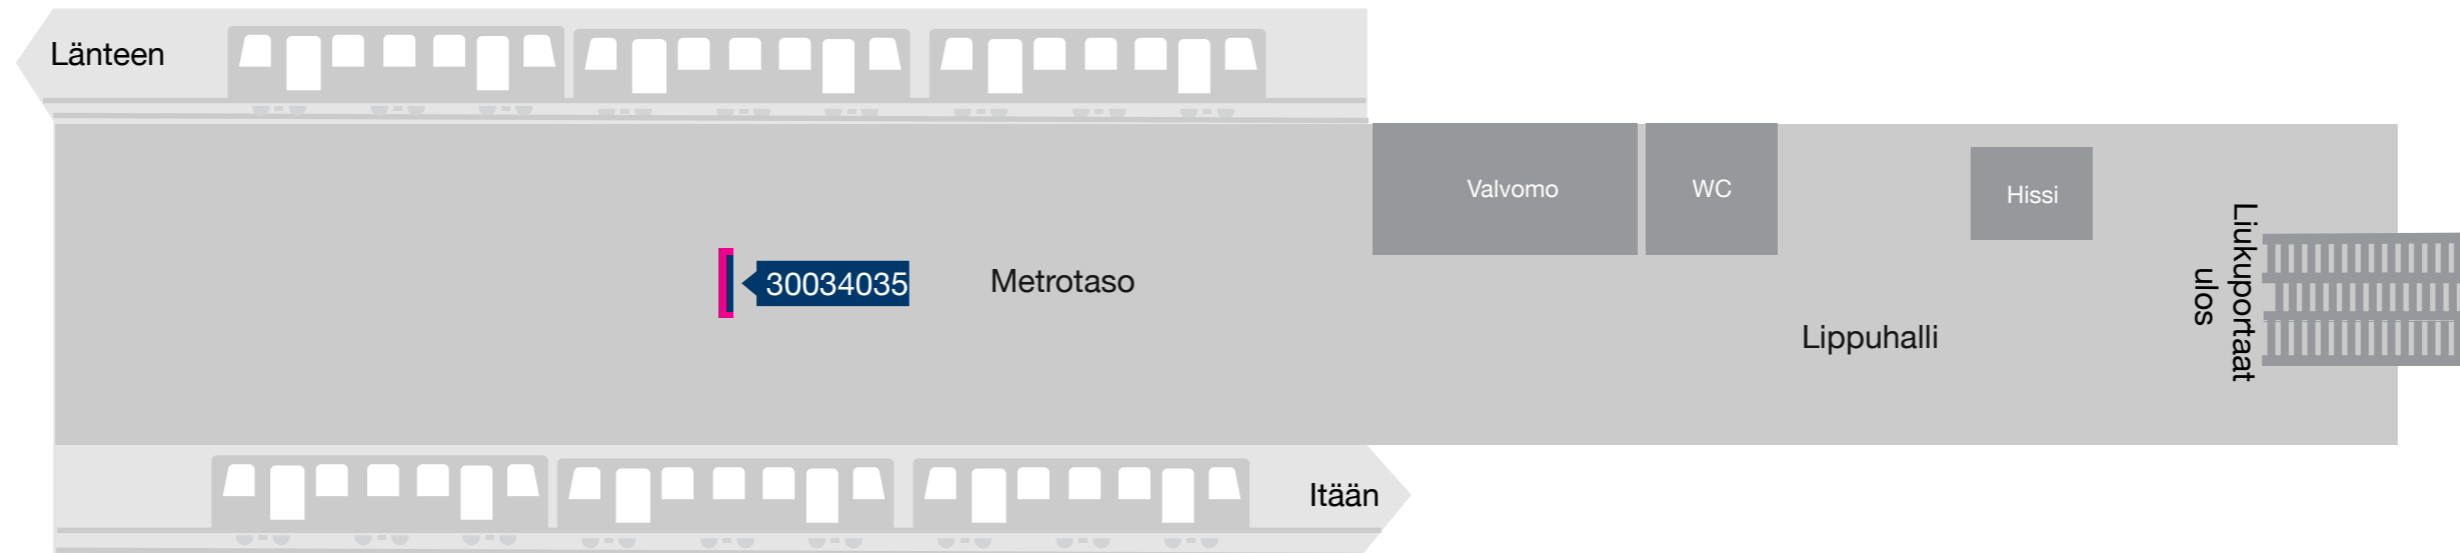 Länteen
Valvomo
WC
Hissi
Liukuportaat
ulos
30034035
Metrotaso
Lippuhalli
Itään